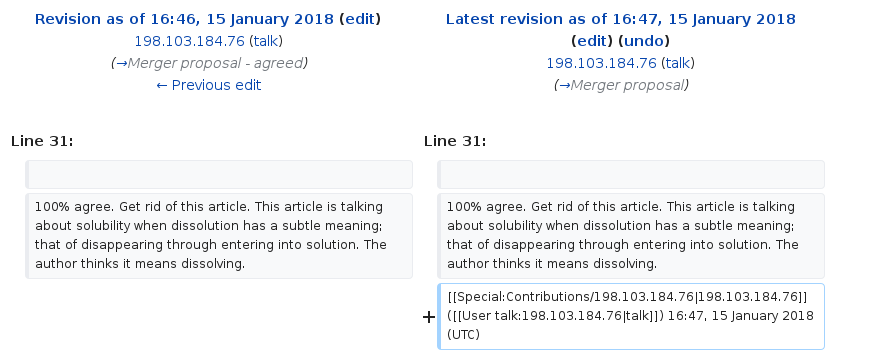 Revision as of 16:46, 15 January 2018 (edit)
198.103.184.76 (talk)
(→Merger proposal - agreed)
← Previous edit
Latest revision as of 16:47, 15 January 2018
(edit) (undo)
198.103.184.76 (talk)
(→Merger proposal)
Line 31:
Line 31:
100% agree. Get rid of this article. This article is talking
about solubility when dissolution has a subtle meaning;
that of disappearing through entering into solution. The
author thinks it means dissolving.
100% agree. Get rid of this article. This article is talking
about solubility when dissolution has a subtle meaning;
that of disappearing through entering into solution. The
author thinks it means dissolving.
+
[[Special:Contributions/198.103.184.76|198.103.184.76]]
([[User talk:198.103.184.76|talk]]) 16:47, 15 January 2018
(UTC)